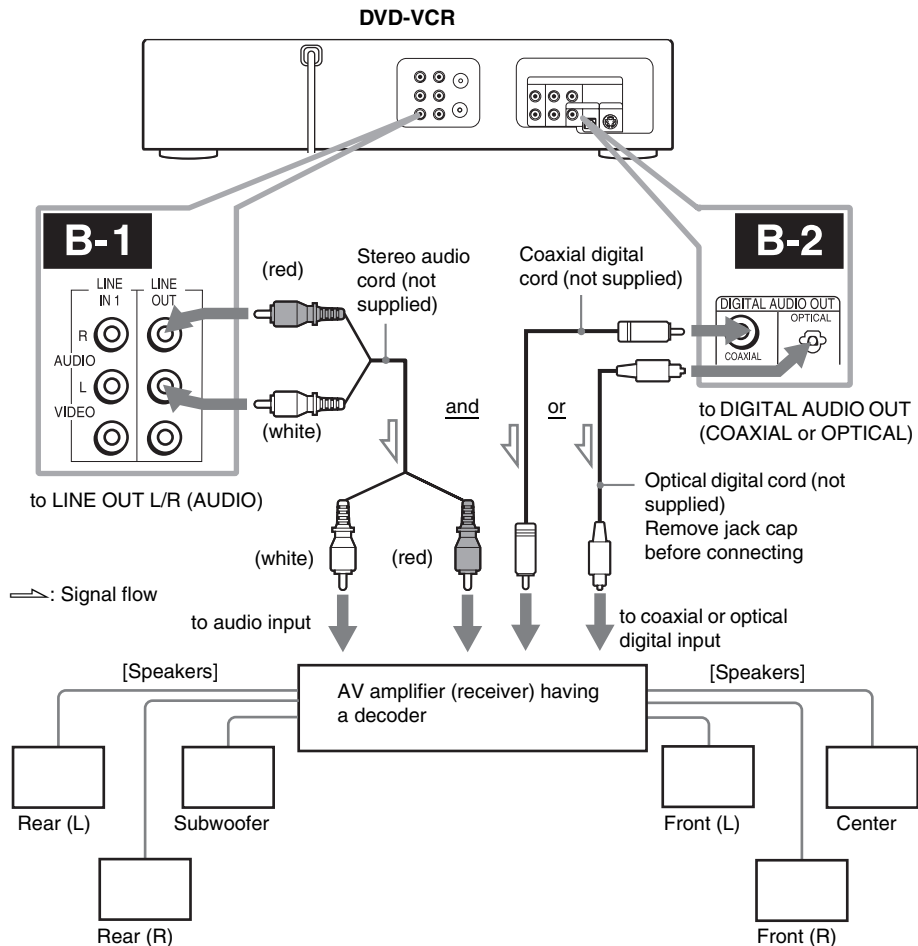 DVD-VCR
B-1
B-2
LINE
IN 1
LINE
OUT
R
AUDIO
L
VIDEO
(red)
(white)
Stereo audio
cord (not
supplied)
Coaxial digital
cord (not supplied)
DIGITAL AUDIO OUT
OPTICAL
COAXIAL
and
or
to DIGITAL AUDIO OUT
(COAXIAL or OPTICAL)
to LINE OUT L/R (AUDIO)
Optical digital cord (not
supplied)
Remove jack cap
before connecting
(white)
(red)
: Signal flow
to audio input
to coaxial or optical
digital input
[Speakers]
[Speakers]
AV amplifier (receiver) having
a decoder
Rear (L)
Subwoofer
Front (L)
Center
Rear (R)
Front (R)